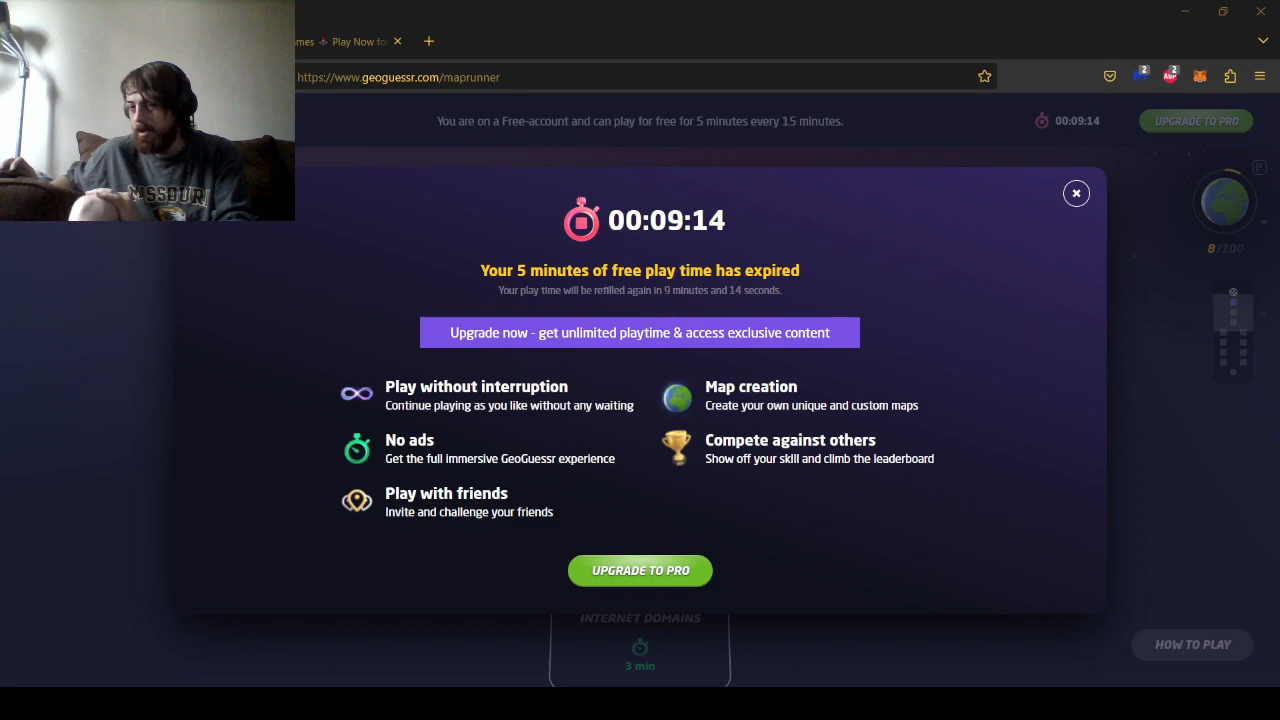 mes Play Now fo
https://www.geoguessr.com/maprunner
2
2
ABP
You are on a Free-account and can play for free for 5 minutes every 15 minutes.
00:09:14
UPGRADE TO PRO
P
00:09:14
Your 5 minutes of free play time has expired
Your play time will be refilled again in 9 minutes and 14 seconds.
8/100
Upgrade now - get unlimited playtime & access exclusive content
Play without interruption
Continue playing as you like without any waiting
Map creation
Create your own unique and custom maps
No ads
Get the full immersive GeoGuessr experience
Compete against others
Show off your skill and climb the leaderboard
Play with friends
Invite and challenge your friends
UPGRADE TO PRO
INTERNET DOMAINS
3 min
HOW TO PLAY
MISSOURI